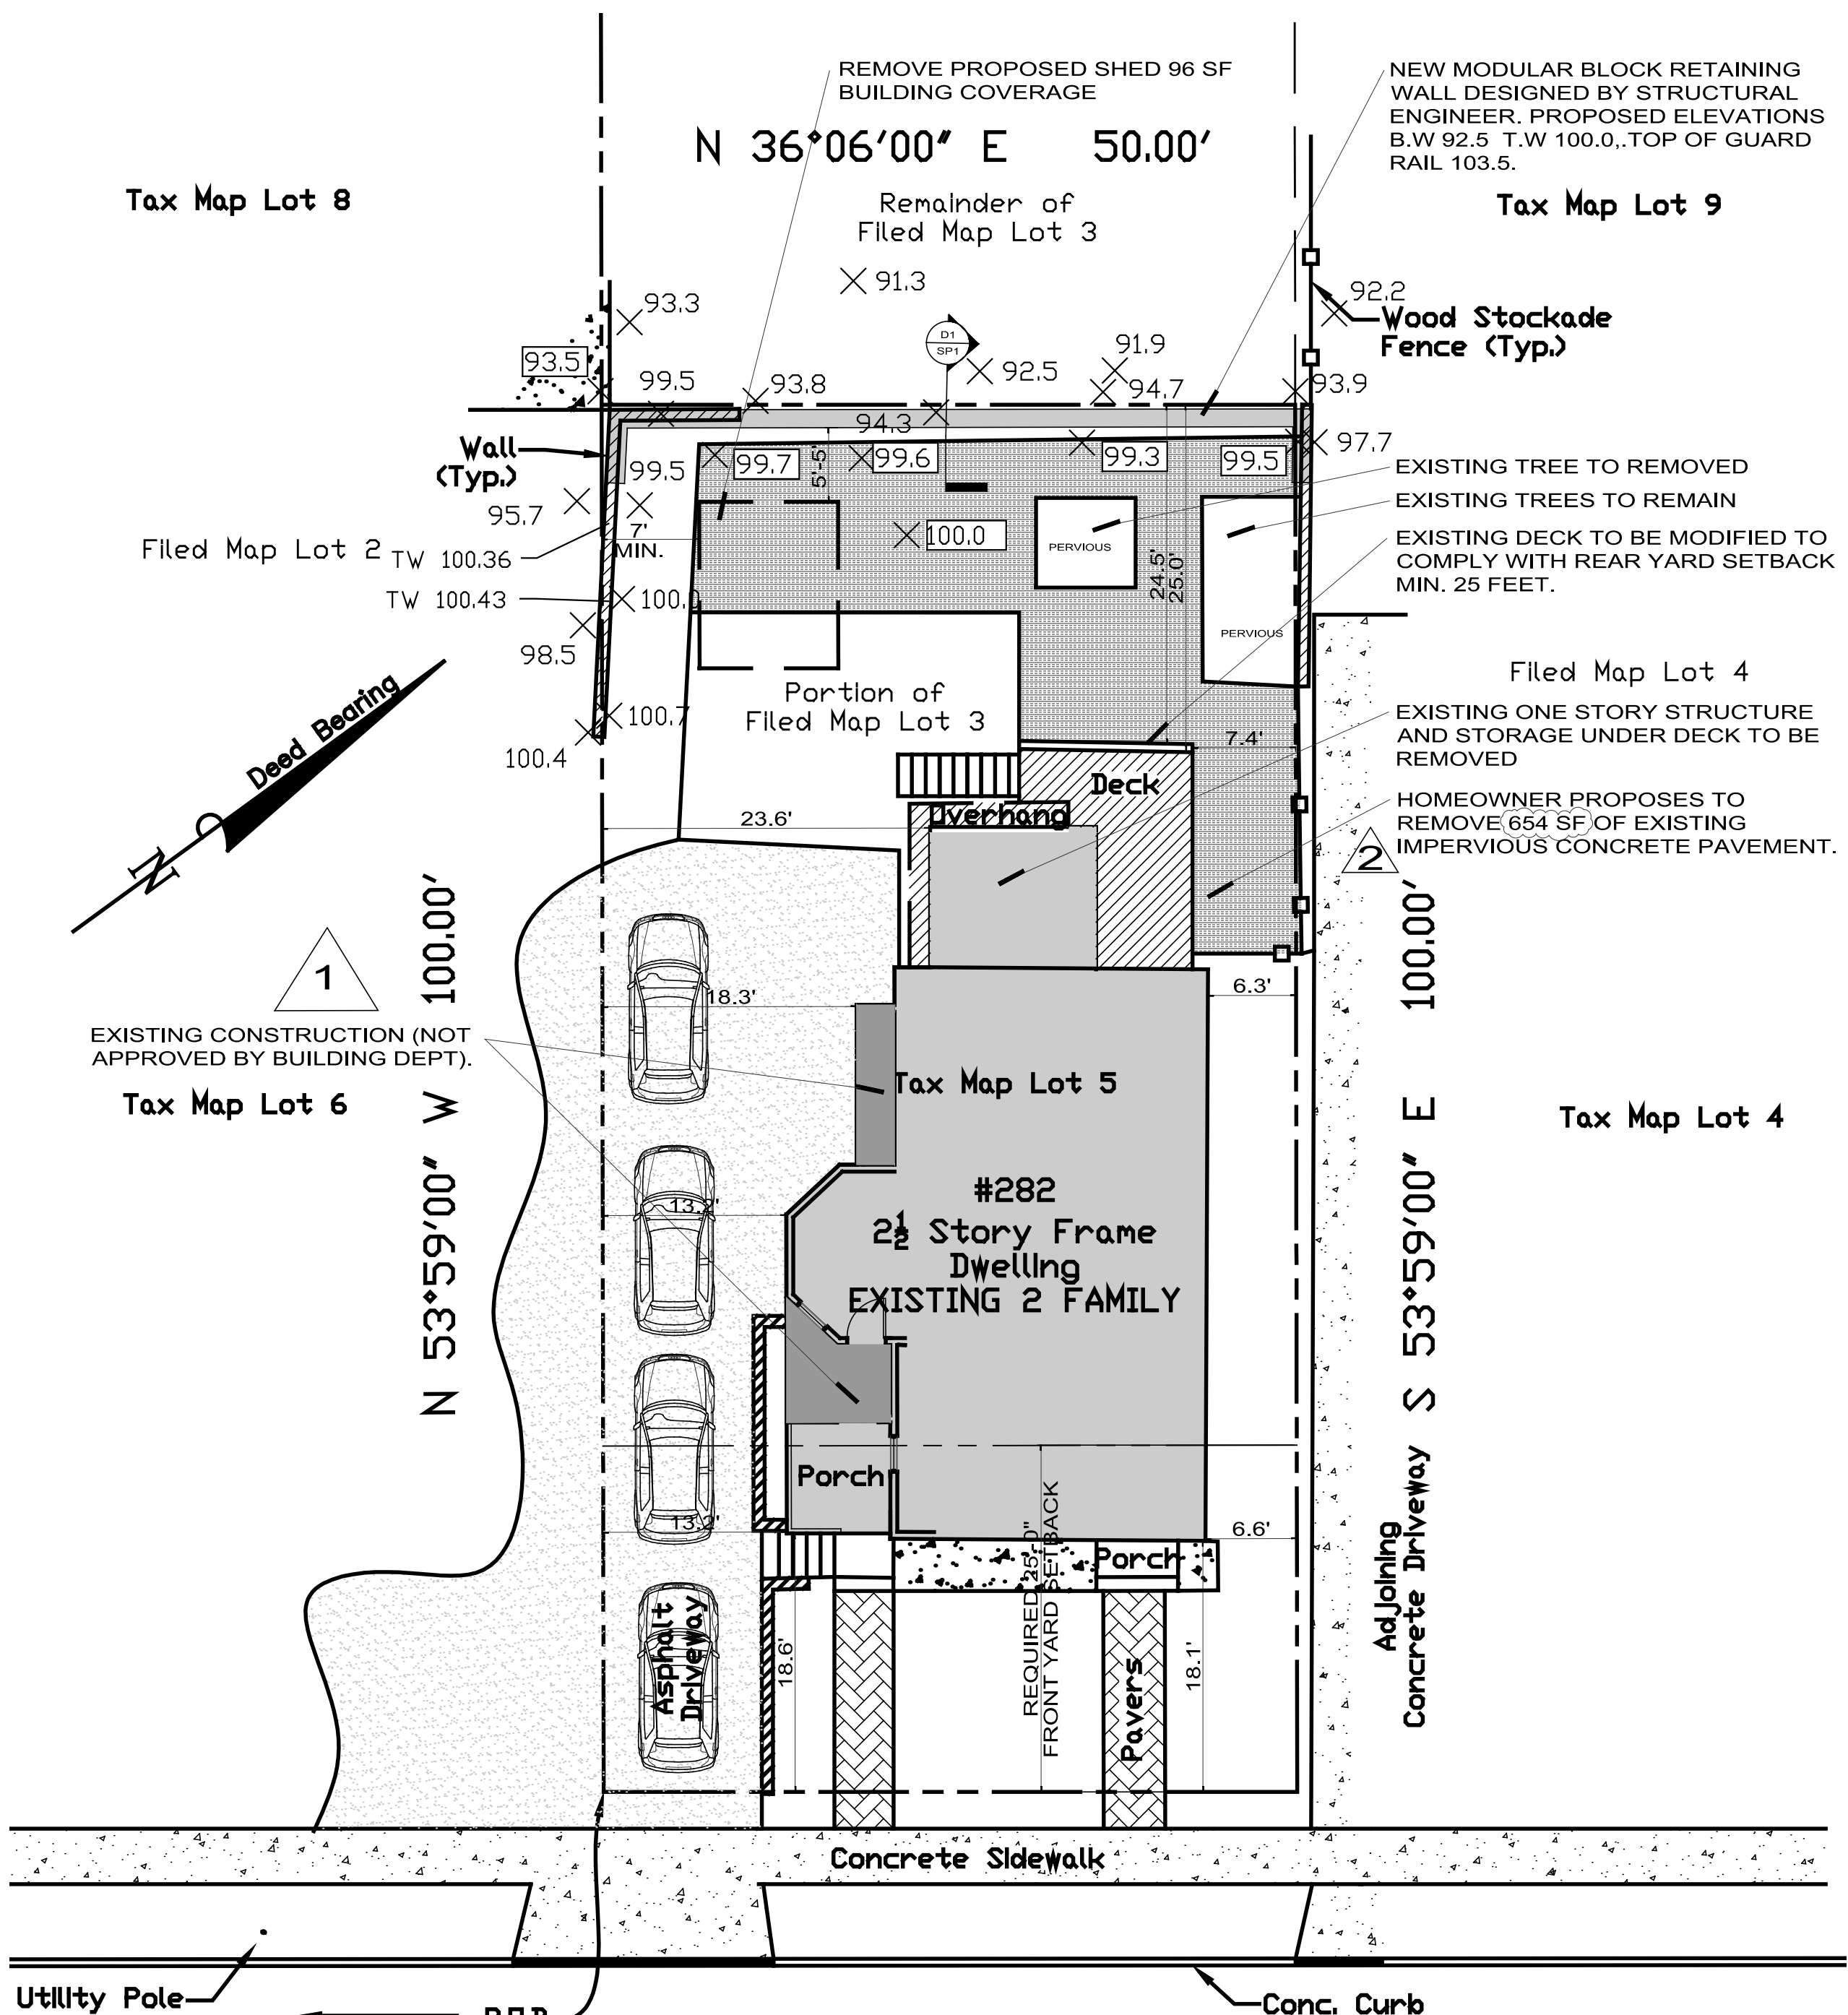 REMOVE PROPOSED SHED 96 SF
BUILDING COVERAGE
NEW MODULAR BLOCK RETAINING
WALL DESIGNED BY STRUCTURAL
ENGINEER. PROPOSED ELEVATIONS
B.W 92.5 T.W 100.0,.TOP OF GUARD
RAIL 103.5.
N 36°06'00" E 50.00'
Tax Map Lot 8
Remainder of
Filed Map Lot 3
Tax Map Lot 9
91.3
93.3
92.2
Wood Stockade
Fence (Typ.)
D1
SP1
91.9
93.5
99.5
93.8
92.5
94.7
93.9
94.3
Wall
(Typ.)
99.5
99.7
5'-5"
99.6
99.3
99.5
97.7
EXISTING TREE TO REMOVED
EXISTING TREES TO REMAIN
95.7
7'
MIN.
100.0
PERVIOUS
24.5'
25.0'
EXISTING DECK TO BE MODIFIED TO
COMPLY WITH REAR YARD SETBACK
MIN. 25 FEET.
Filed Map Lot 2
TW 100.36
TW 100.43
100.0
98.5
PERVIOUS
Filed Map Lot 4
Portion of
Filed Map Lot 3
100.7
100.4
Deed Bearing
N
7.4'
EXISTING ONE STORY STRUCTURE
AND STORAGE UNDER DECK TO BE
REMOVED
Deck
Overhang
23.6'
HOMEOWNER PROPOSES TO
REMOVE 654 SF OF EXISTING
IMPERVIOUS CONCRETE PAVEMENT.
2
1
EXISTING CONSTRUCTION (NOT
APPROVED BY BUILDING DEPT).
Tax Map Lot 6
N 53°59'00" W 100.00'
18.3'
6.3'
Tax Map Lot 5
Tax Map Lot 4
S 53°59'00" E 100.00'
13.2'
#282
2½ Story Frame
Dwelling
EXISTING 2 FAMILY
Porch
13.2'
6.6'
Porch
REQUIRED 25'-0"
FRONT YARD SETBACK
Asphalt
Driveway
18.6'
Pavers
18.1'
Adjoining
Concrete Driveway
Concrete Sidewalk
Utility Pole
Conc. Curb